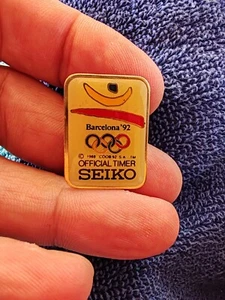 Barcelona'92
© 1988 COOB'92 S.A. TM
OFFICIAL TIMER
SEIKO